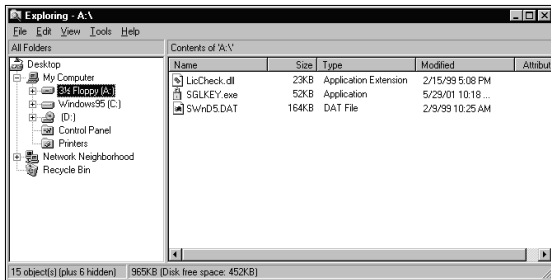 Exploring - A:\
File Edit View Tools Help
All Folders Contents of 'A:\'
Desktop
My Computer
3½ Floppy (A:)
Windows95 (C:)
(D:)
Control Panel
Printers
Network Neighborhood
Recycle Bin
Name Size Type Modified Attribut
LicCheck.dll 23KB Application Extension 2/15/99 5:08 PM
SGLKEY.exe 52KB Application 5/29/01 10:18 ...
SWnD5.DAT 164KB DAT File 2/9/99 10:25 AM
15 object(s) (plus 6 hidden) 965KB (Disk free space: 452KB)